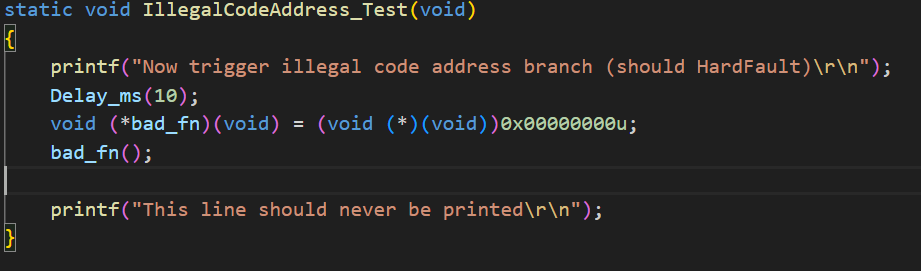 static void IllegalCodeAddress_Test(void)
{
    printf("Now trigger illegal code address branch (should HardFault)\r\n");
    Delay_ms(10);
    void (*bad_fn)(void) = (void (*)(void))0x00000000u;
    bad_fn();
    printf("This line should never be printed\r\n");
}